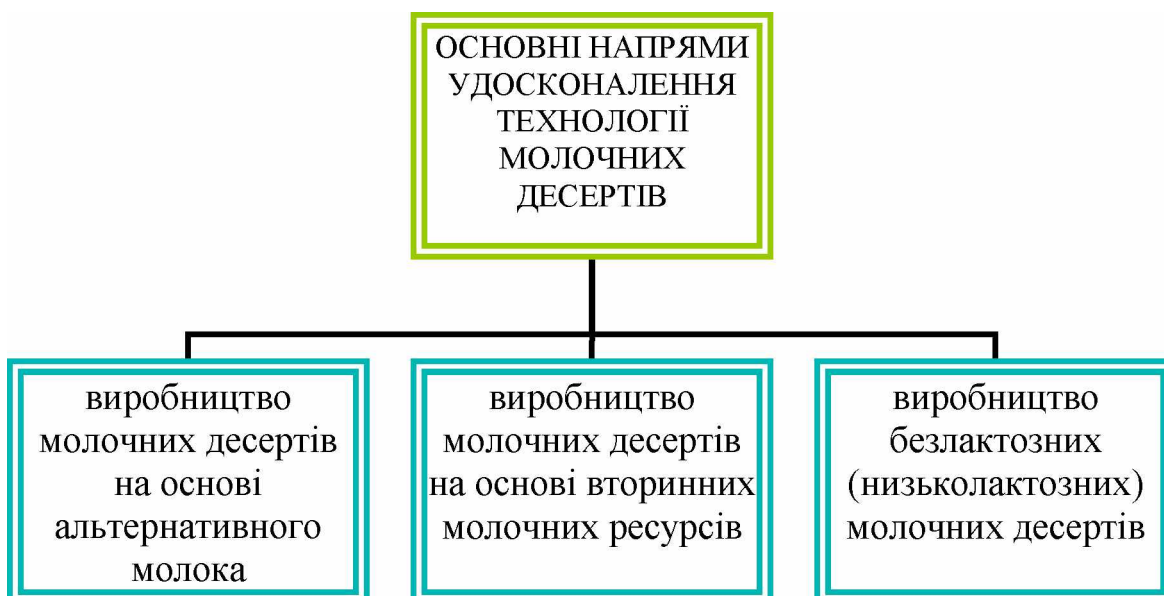 ОСНОВНІ НАПРЯМИ
УДОСКОНАЛЕННЯ
ТЕХНОЛОГІЇ
МОЛОЧНИХ
ДЕСЕРТІВ
виробництво
молочних десертів
на основі
альтернативного
молока
виробництво
молочних десертів
на основі вторинних
молочних ресурсів
виробництво
безлактозних
(низьколактозних)
молочних десертів